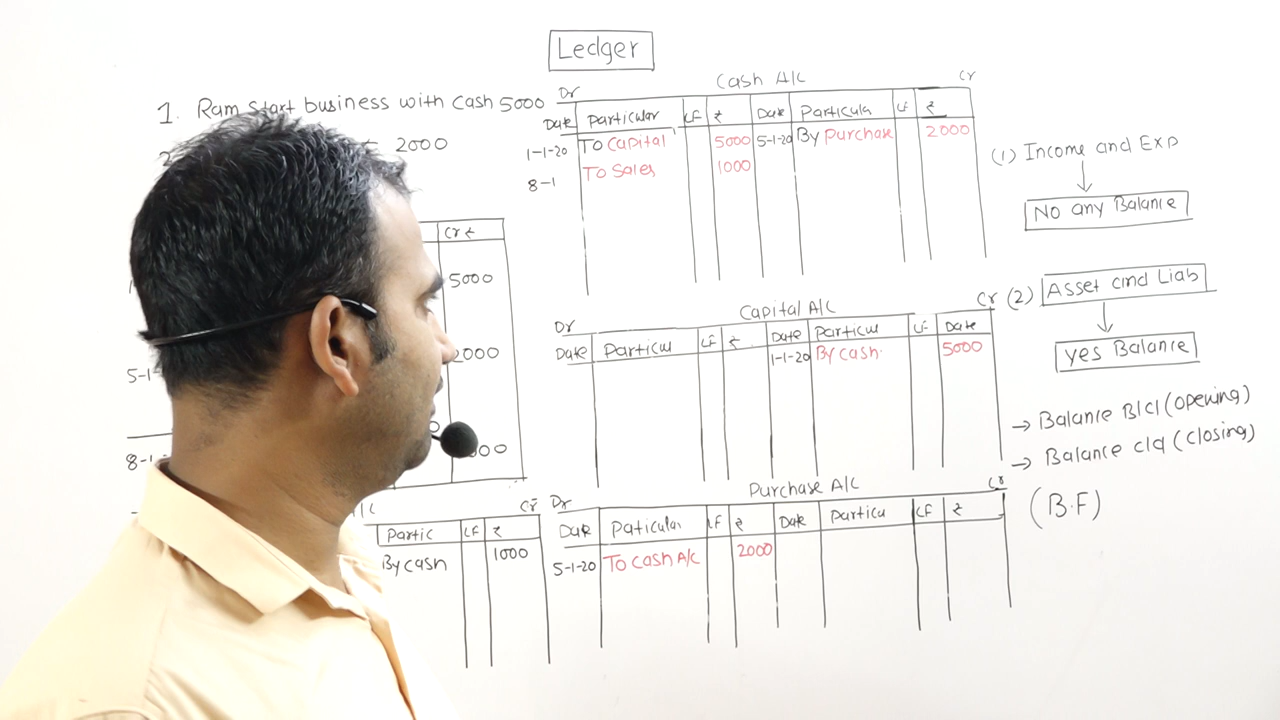 Ledger
1. Ram Start business with Cash 5000
2000
Cr ₹
5000
2000
5-1-
8-1-
Cr
Partic LF ₹
By cash 1000
Cash A/C
Dr Cr
Date Particular LF ₹ Date Particula LF ₹
1-1-20 To Capital 5000 5-1-20 By Purchase 2000
8-1 To Sales 1000
Capital A/C
Dr Cr
Date Particul LF ₹ Date Particul LF Date
1-1-20 By cash 5000
Purchase A/C
Dr Cr
Date Paticular LF ₹ Date Particu LF ₹
5-1-20 To Cash A/c 2000
(1) Income and Exp
No any Balance
(2) Asset and Liab
yes Balance
→ Balance B/d (opening)
→ Balance c/d (closing)
(B.F)